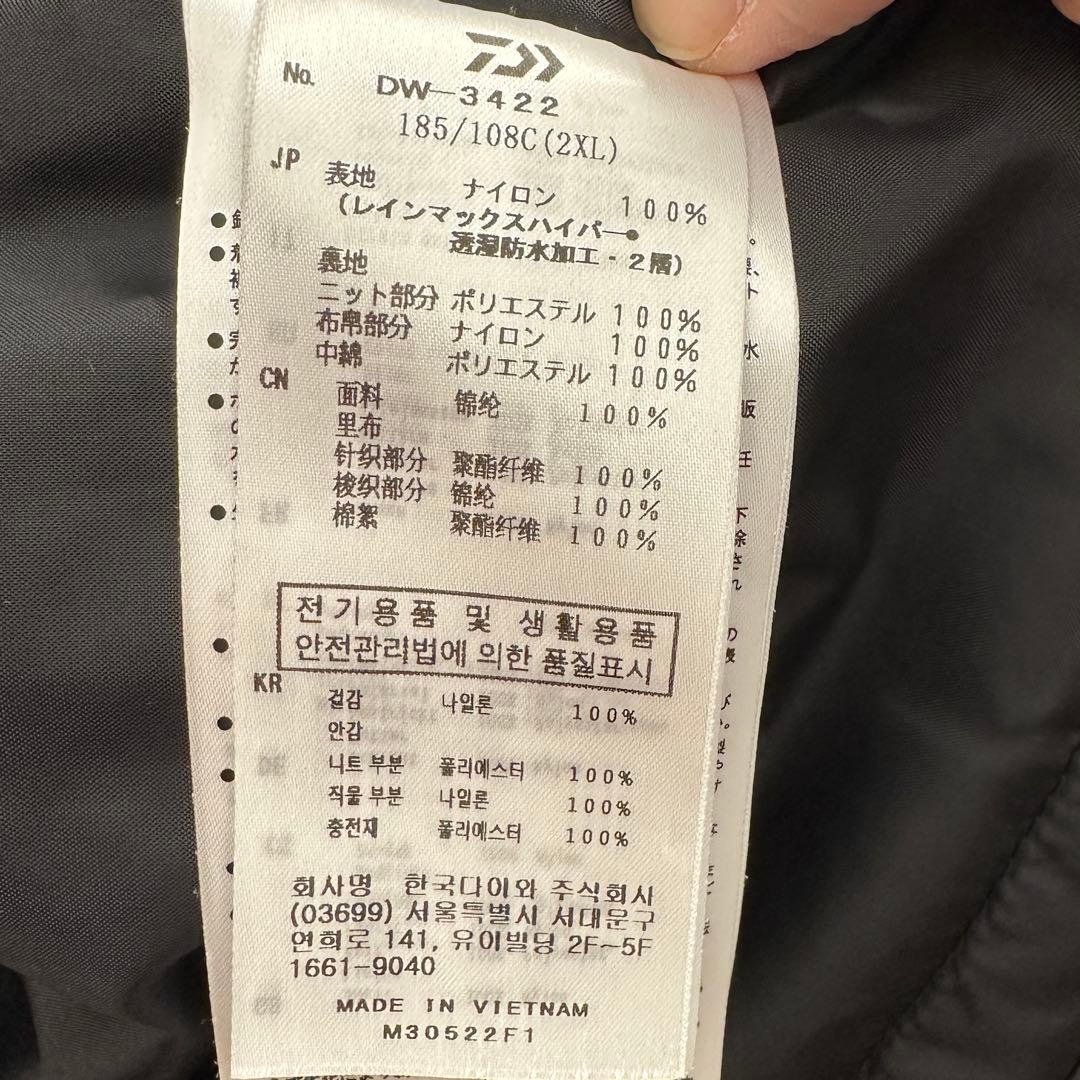 No. DW-3422
185/108C(2XL)
JP 表地 ナイロン 100%
(レインマックスハイパー®
透湿防水加工・2層)
裏地
ニット部分 ポリエステル 100%
布帛部分 ナイロン 100%
中綿 ポリエステル 100%
CN
面料 锦纶 100%
里布
针织部分 聚酯纤维 100%
梭织部分 锦纶 100%
棉絮 聚酯纤维 100%
전기용품 및 생활용품
안전관리법에 의한 품질표시
KR
겉감 나일론 100%
안감
니트 부분 폴리에스터 100%
직물 부분 나일론 100%
충전재 폴리에스터 100%
회사명 한국다이와 주식회사
(03699) 서울특별시 서대문구
연희로 141, 유이빌딩 2F~5F
1661-9040
MADE IN VIETNAM
M30522F1